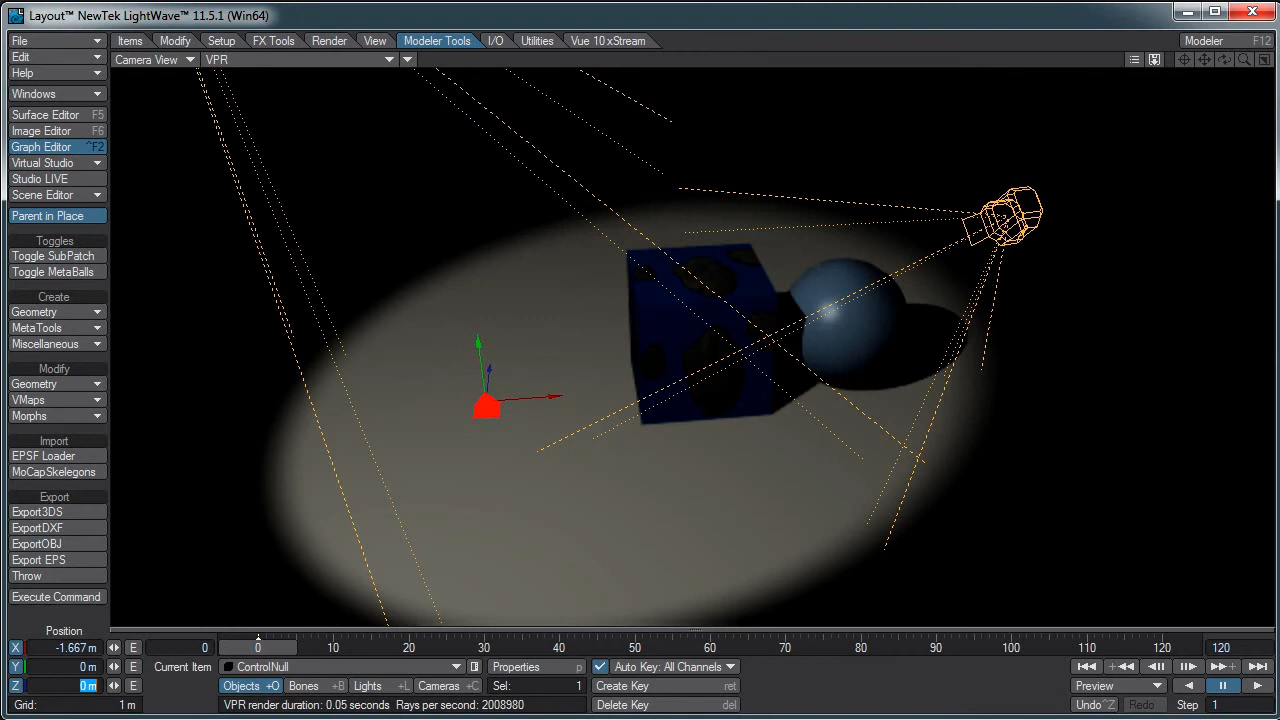 Layout™ NewTek LightWave™ 11.5.1 (Win64)
File Items Modify Setup FX Tools Render View Modeler Tools I/O Utilities Vue 10 xStream Modeler F12
Edit Camera View VPR
Help
Windows
Surface Editor F5
Image Editor F6
Graph Editor ^F2
Virtual Studio
Studio LIVE
Scene Editor
Parent in Place
Toggles
Toggle SubPatch
Toggle MetaBalls
Create
Geometry
MetaTools
Miscellaneous
Modify
Geometry
VMaps
Morphs
Import
EPSF Loader
MoCapSkelegons
Export
Export3DS
ExportDXF
ExportOBJ
Export EPS
Throw
Execute Command
Position
X -1.667 m E 0 0 10 20 30 40 50 60 70 80 90 100 110 120 120
Y 0 m E Current Item ControlNull Properties p Auto Key: All Channels
Z 0 m E Objects +O Bones +B Lights +L Cameras +C Sel: 1 Create Key ret Preview
Grid: 1 m VPR render duration: 0.05 seconds Rays per second: 2008980 Delete Key Undo ^Z Redo Step 1